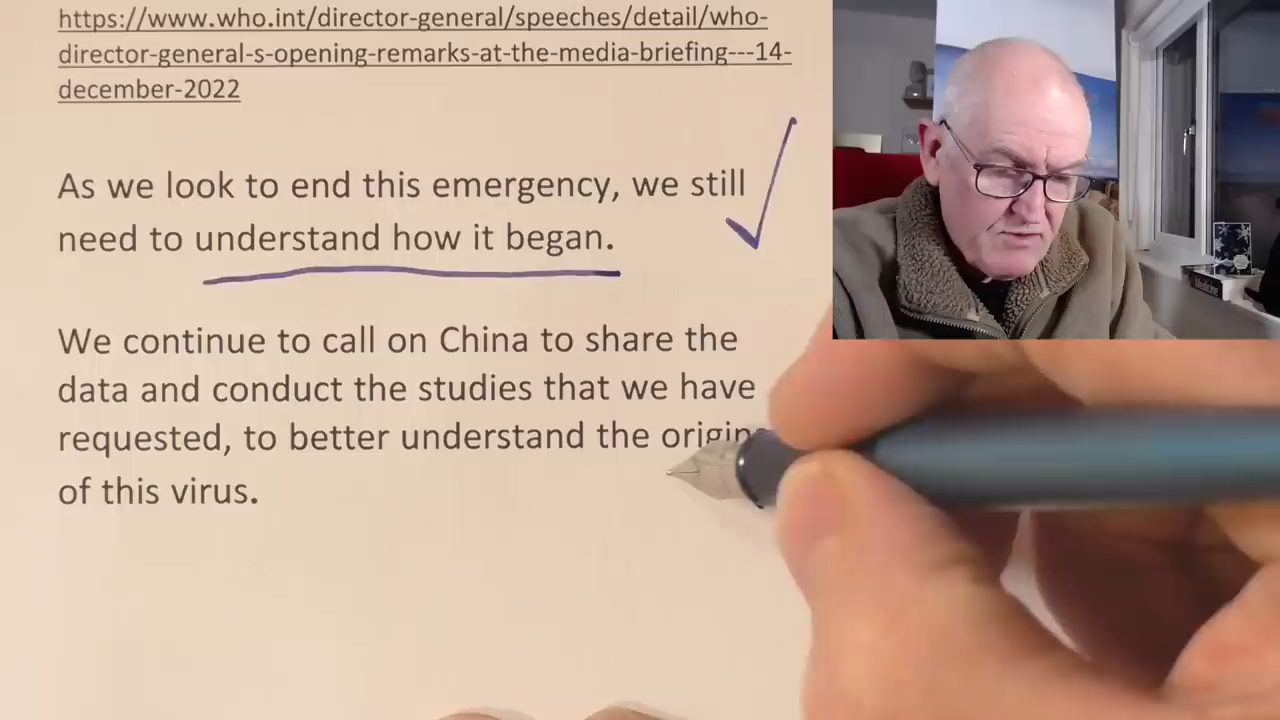 https://www.who.int/director-general/speeches/detail/who-
director-general-s-opening-remarks-at-the-media-briefing---14-
december-2022
As we look to end this emergency, we still
need to understand how it began.
We continue to call on China to share the
data and conduct the studies that we have
requested, to better understand the origins
of this virus.
Medicine